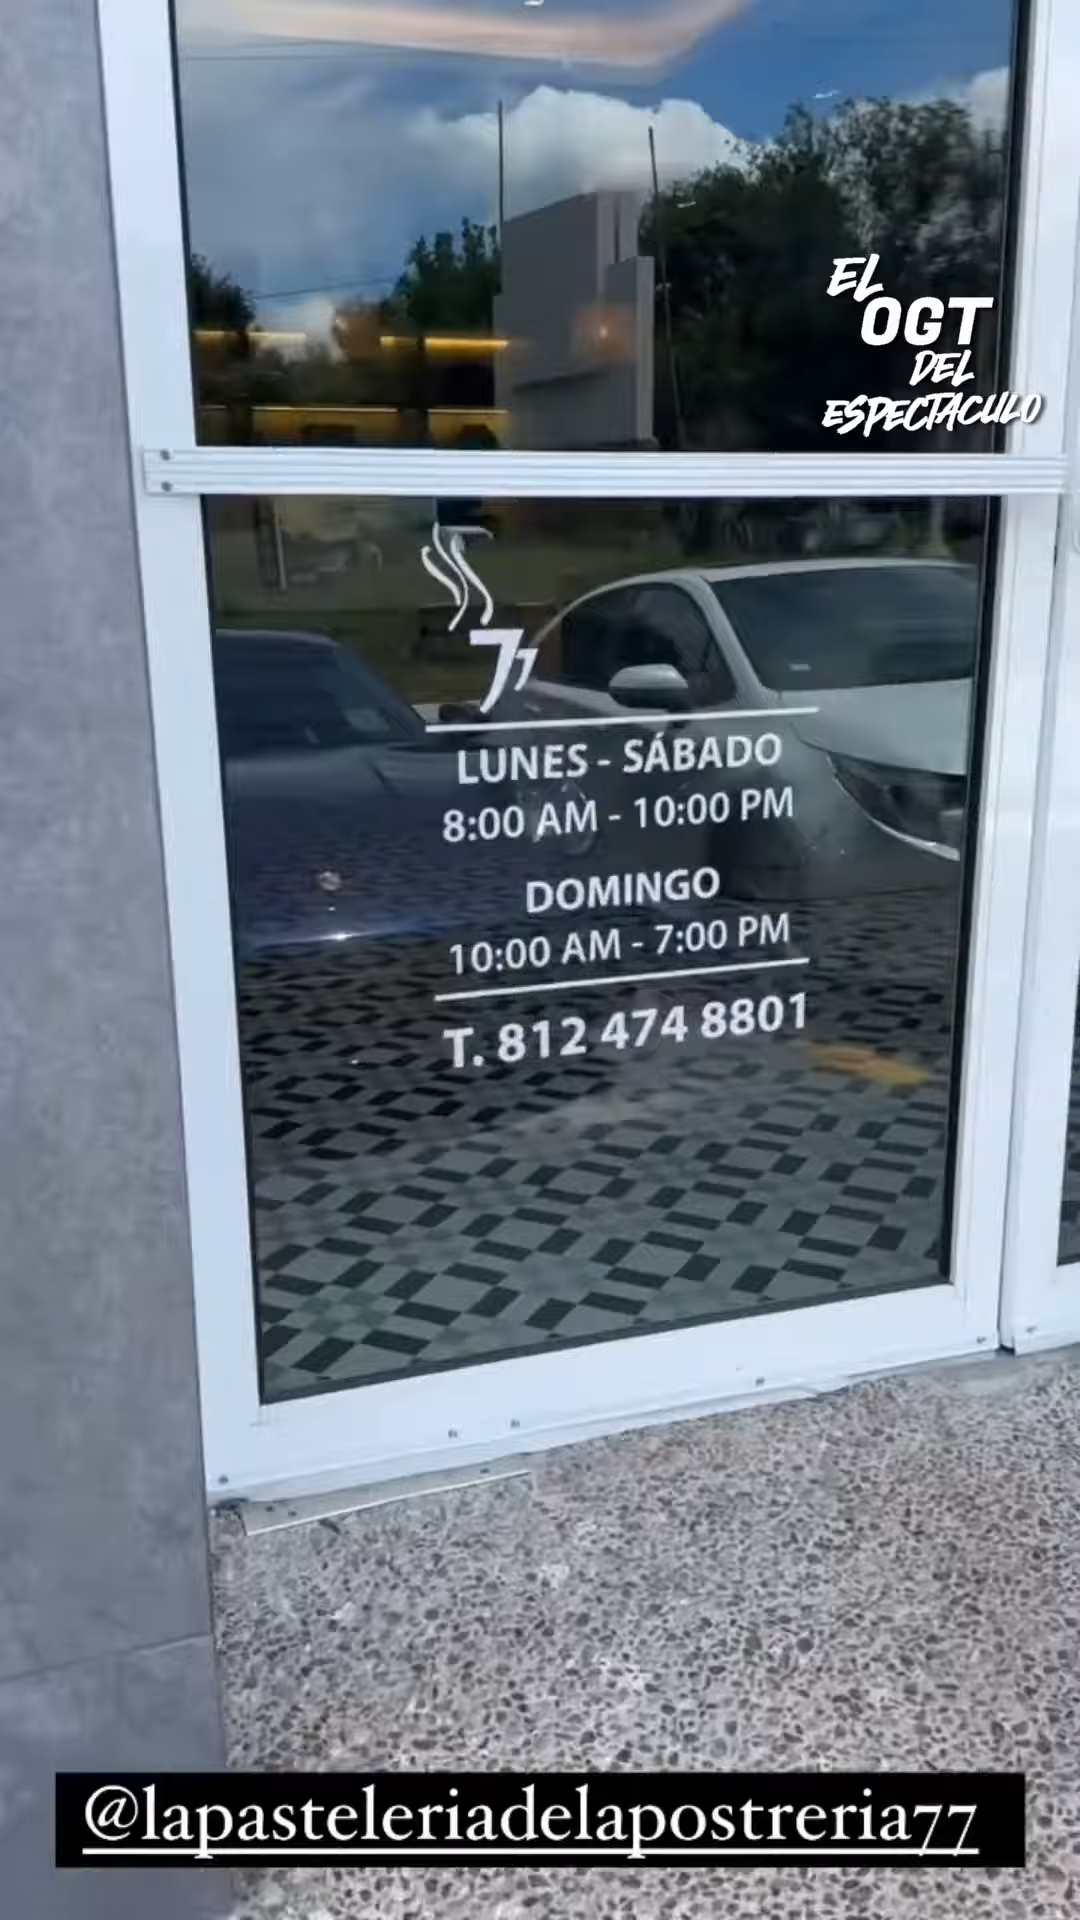 EL
OGT
DEL
ESPECTACULO
77
LUNES - SÁBADO
8:00 AM - 10:00 PM
DOMINGO
10:00 AM - 7:00 PM
T. 812 474 8801
@lapasteleriadelapostreria77